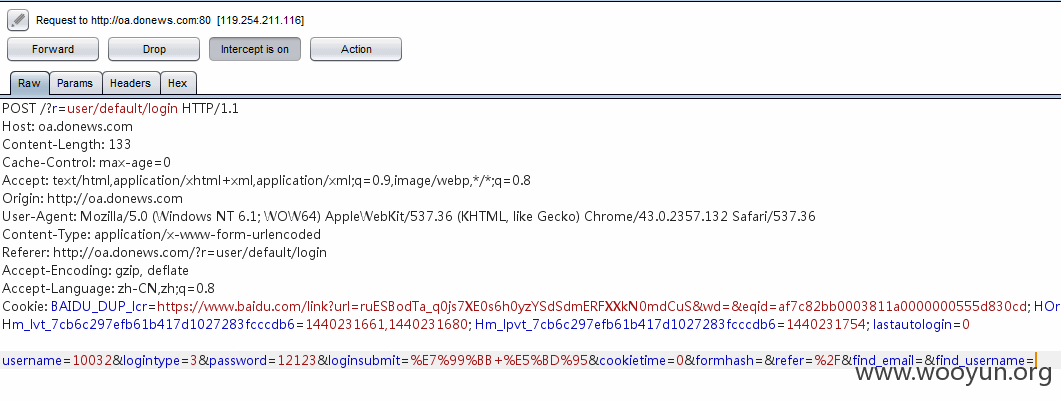 Request to http://oa.donews.com:80 [119.254.211.116]
Forward Drop Intercept is on Action
Raw Params Headers Hex
POST /?r=user/default/login HTTP/1.1
Host: oa.donews.com
Content-Length: 133
Cache-Control: max-age=0
Accept: text/html,application/xhtml+xml,application/xml;q=0.9,image/webp,*/*;q=0.8
Origin: http://oa.donews.com
User-Agent: Mozilla/5.0 (Windows NT 6.1; WOW64) AppleWebKit/537.36 (KHTML, like Gecko) Chrome/43.0.2357.132 Safari/537.36
Content-Type: application/x-www-form-urlencoded
Referer: http://oa.donews.com/?r=user/default/login
Accept-Encoding: gzip, deflate
Accept-Language: zh-CN,zh;q=0.8
Cookie: BAIDU_DUP_lcr=https://www.baidu.com/link?url=ruESBodTa_q0js7XE0s6h0yzYSdSdmERFXXkN0mdCuS&wd=&eqid=af7c82bb0003811a0000000555d830cd; HOr
Hm_lvt_7cb6c297efb61b417d1027283fcccdb6=1440231661,1440231680; Hm_lpvt_7cb6c297efb61b417d1027283fcccdb6=1440231754; lastautologin=0
username=10032&logintype=3&password=12123&loginsubmit=%E7%99%BB+%E5%BD%95&cookietime=0&formhash=&refer=%2F&find_email=&find_username=
www.wooyun.org